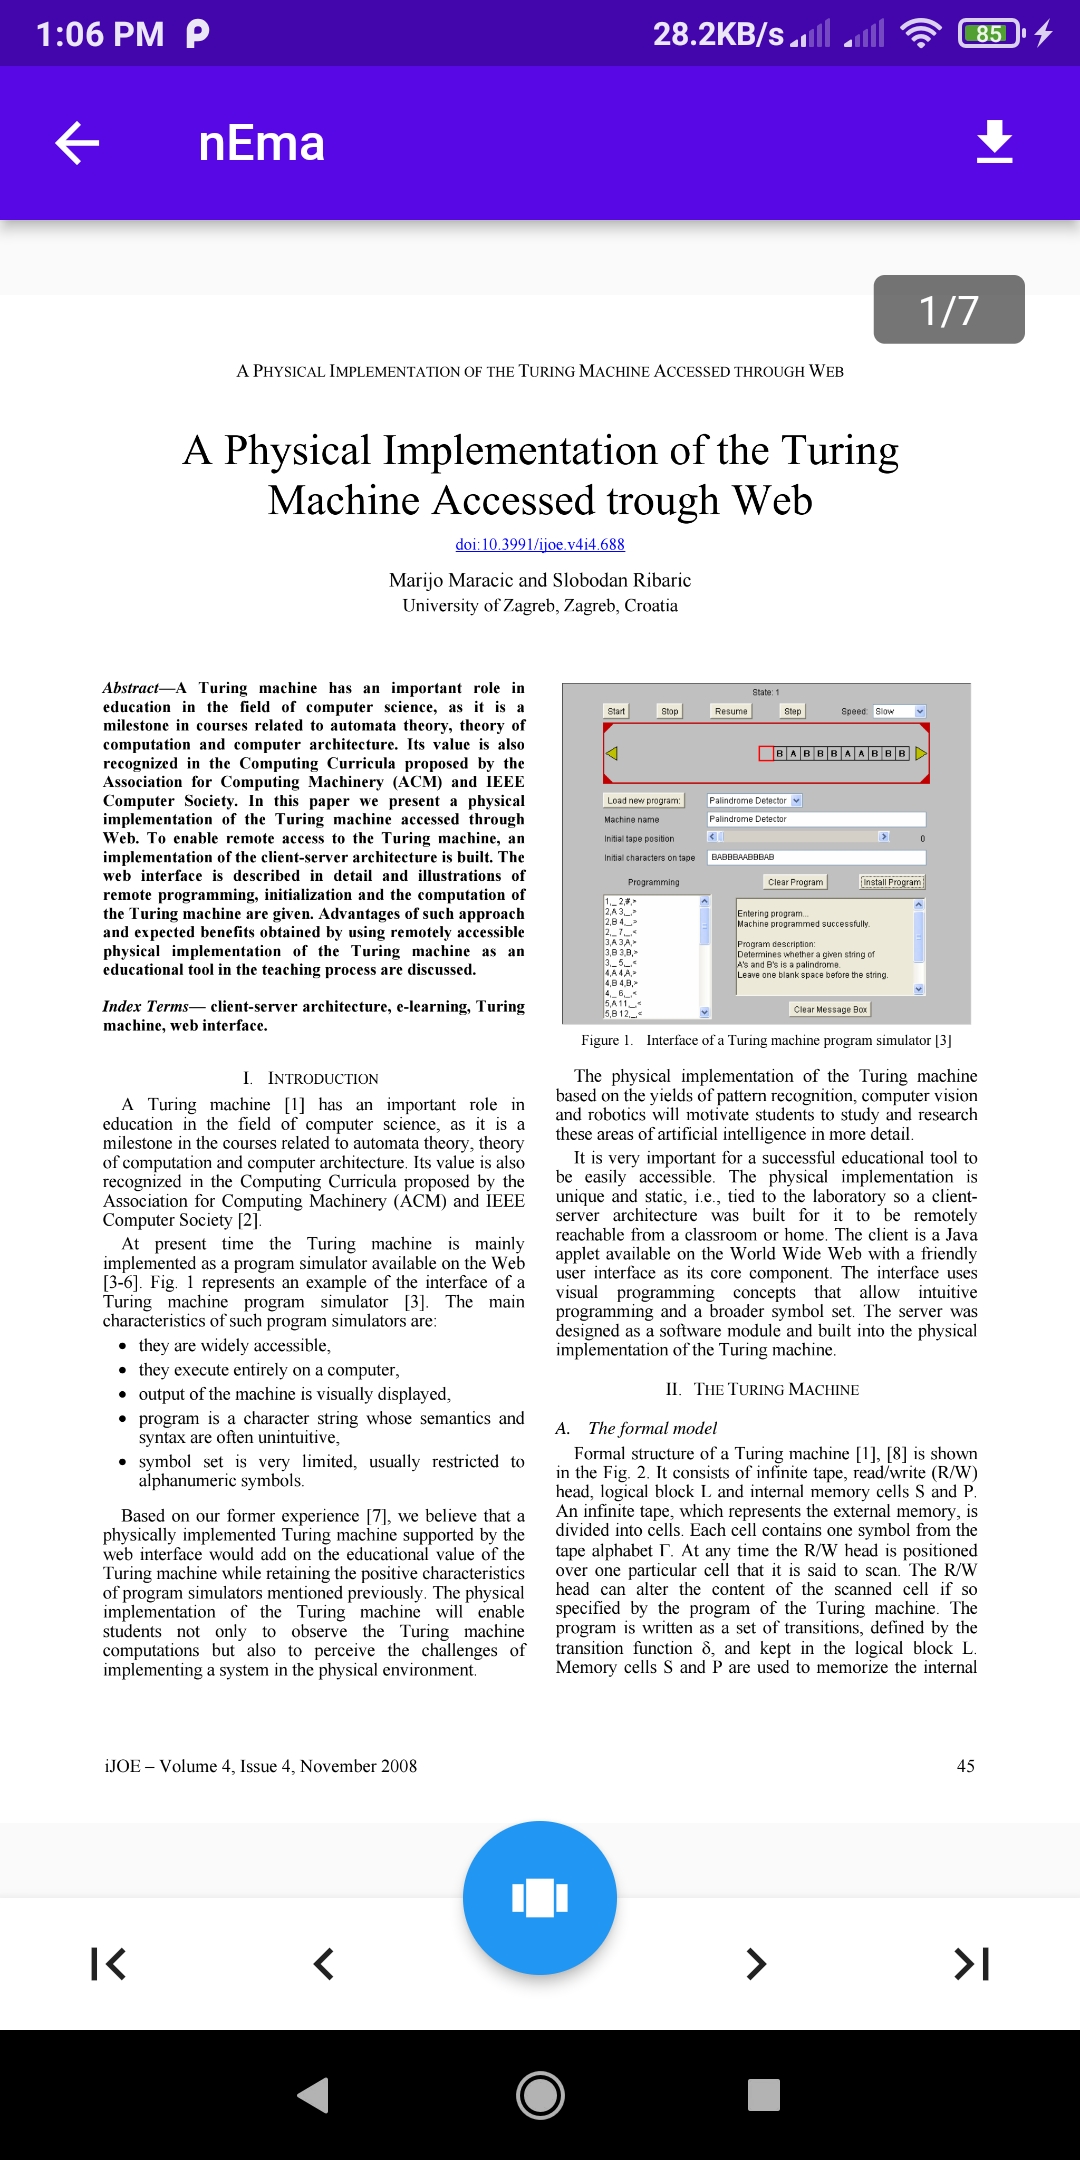 1:06 PM
28.2KB/s
85
nEma
1/7
A PHYSICAL IMPLEMENTATION OF THE TURING MACHINE ACCESSED THROUGH WEB
A Physical Implementation of the Turing
Machine Accessed trough Web
doi:10.3991/ijoe.v4i4.688
Marijo Maracic and Slobodan Ribaric
University of Zagreb, Zagreb, Croatia
Abstract—A Turing machine has an important role in
education in the field of computer science, as it is a
milestone in courses related to automata theory, theory of
computation and computer architecture. Its value is also
recognized in the Computing Curricula proposed by the
Association for Computing Machinery (ACM) and IEEE
Computer Society. In this paper we present a physical
implementation of the Turing machine accessed through
Web. To enable remote access to the Turing machine, an
implementation of the client-server architecture is built. The
web interface is described in detail and illustrations of
remote programming, initialization and the computation of
the Turing machine are given. Advantages of such approach
and expected benefits obtained by using remotely accessible
physical implementation of the Turing machine as an
educational tool in the teaching process are discussed.
Index Terms— client-server architecture, e-learning, Turing
machine, web interface.
I. INTRODUCTION
A Turing machine [1] has an important role in
education in the field of computer science, as it is a
milestone in the courses related to automata theory, theory
of computation and computer architecture. Its value is also
recognized in the Computing Curricula proposed by the
Association for Computing Machinery (ACM) and IEEE
Computer Society [2].
At present time the Turing machine is mainly
implemented as a program simulator available on the Web
[3-6]. Fig. 1 represents an example of the interface of a
Turing machine program simulator [3]. The main
characteristics of such program simulators are:
• they are widely accessible,
• they execute entirely on a computer,
• output of the machine is visually displayed,
• program is a character string whose semantics and
syntax are often unintuitive,
• symbol set is very limited, usually restricted to
alphanumeric symbols.
Based on our former experience [7], we believe that a
physically implemented Turing machine supported by the
web interface would add on the educational value of the
Turing machine while retaining the positive characteristics
of program simulators mentioned previously. The physical
implementation of the Turing machine will enable
students not only to observe the Turing machine
computations but also to perceive the challenges of
implementing a system in the physical environment.
State: 1
Start Stop Resume Step Speed: Slow
B A B B B A A B B B
Load new program: Palindrome Detector
Machine name Palindrome Detector
Initial tape position 0
Initial characters on tape BABBBAABBBAB
Programming Clear Program Install Program
1,_ 2,#,>
2,A 3,_,>
2,B 4,_,>
2,_ 7,_,<
3,A 3,A,>
3,B 3,B,>
3,_ 5,_,<
4,A 4,A,>
4,B 4,B,>
4,_ 6,_,<
5,A 11,_,<
5,B 12,_,<
Entering program...
Machine programmed successfully.
Program description:
Determines whether a given string of
A's and B's is a palindrome.
Leave one blank space before the string.
Clear Message Box
Figure 1. Interface of a Turing machine program simulator [3]
The physical implementation of the Turing machine
based on the yields of pattern recognition, computer vision
and robotics will motivate students to study and research
these areas of artificial intelligence in more detail.
It is very important for a successful educational tool to
be easily accessible. The physical implementation is
unique and static, i.e., tied to the laboratory so a client-
server architecture was built for it to be remotely
reachable from a classroom or home. The client is a Java
applet available on the World Wide Web with a friendly
user interface as its core component. The interface uses
visual programming concepts that allow intuitive
programming and a broader symbol set. The server was
designed as a software module and built into the physical
implementation of the Turing machine.
II. THE TURING MACHINE
A. The formal model
Formal structure of a Turing machine [1], [8] is shown
in the Fig. 2. It consists of infinite tape, read/write (R/W)
head, logical block L and internal memory cells S and P.
An infinite tape, which represents the external memory, is
divided into cells. Each cell contains one symbol from the
tape alphabet Γ. At any time the R/W head is positioned
over one particular cell that it is said to scan. The R/W
head can alter the content of the scanned cell if so
specified by the program of the Turing machine. The
program is written as a set of transitions, defined by the
transition function δ, and kept in the logical block L.
Memory cells S and P are used to memorize the internal
iJOE – Volume 4, Issue 4, November 2008
45